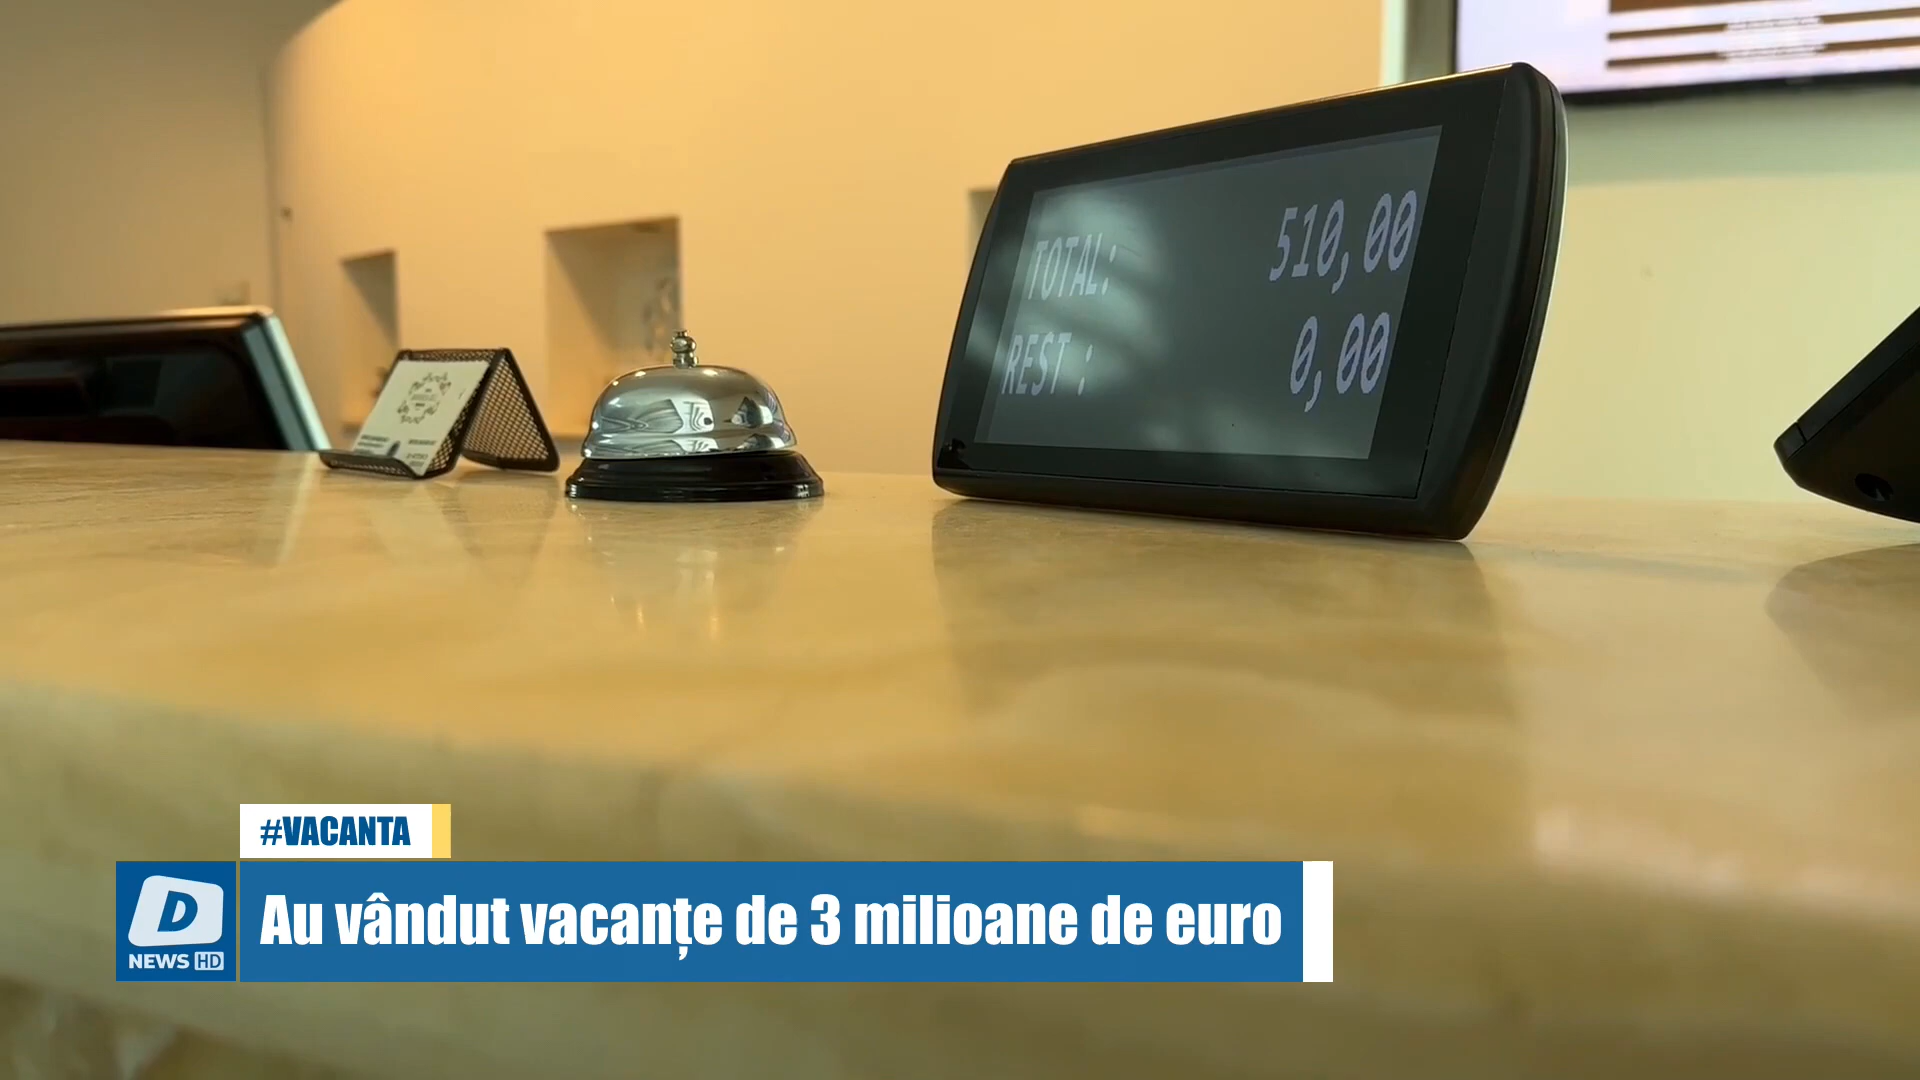 TOTAL: 510,00
REST : 0,00
#VACANTA
Au vândut vacanțe de 3 milioane de euro
D
NEWS HD